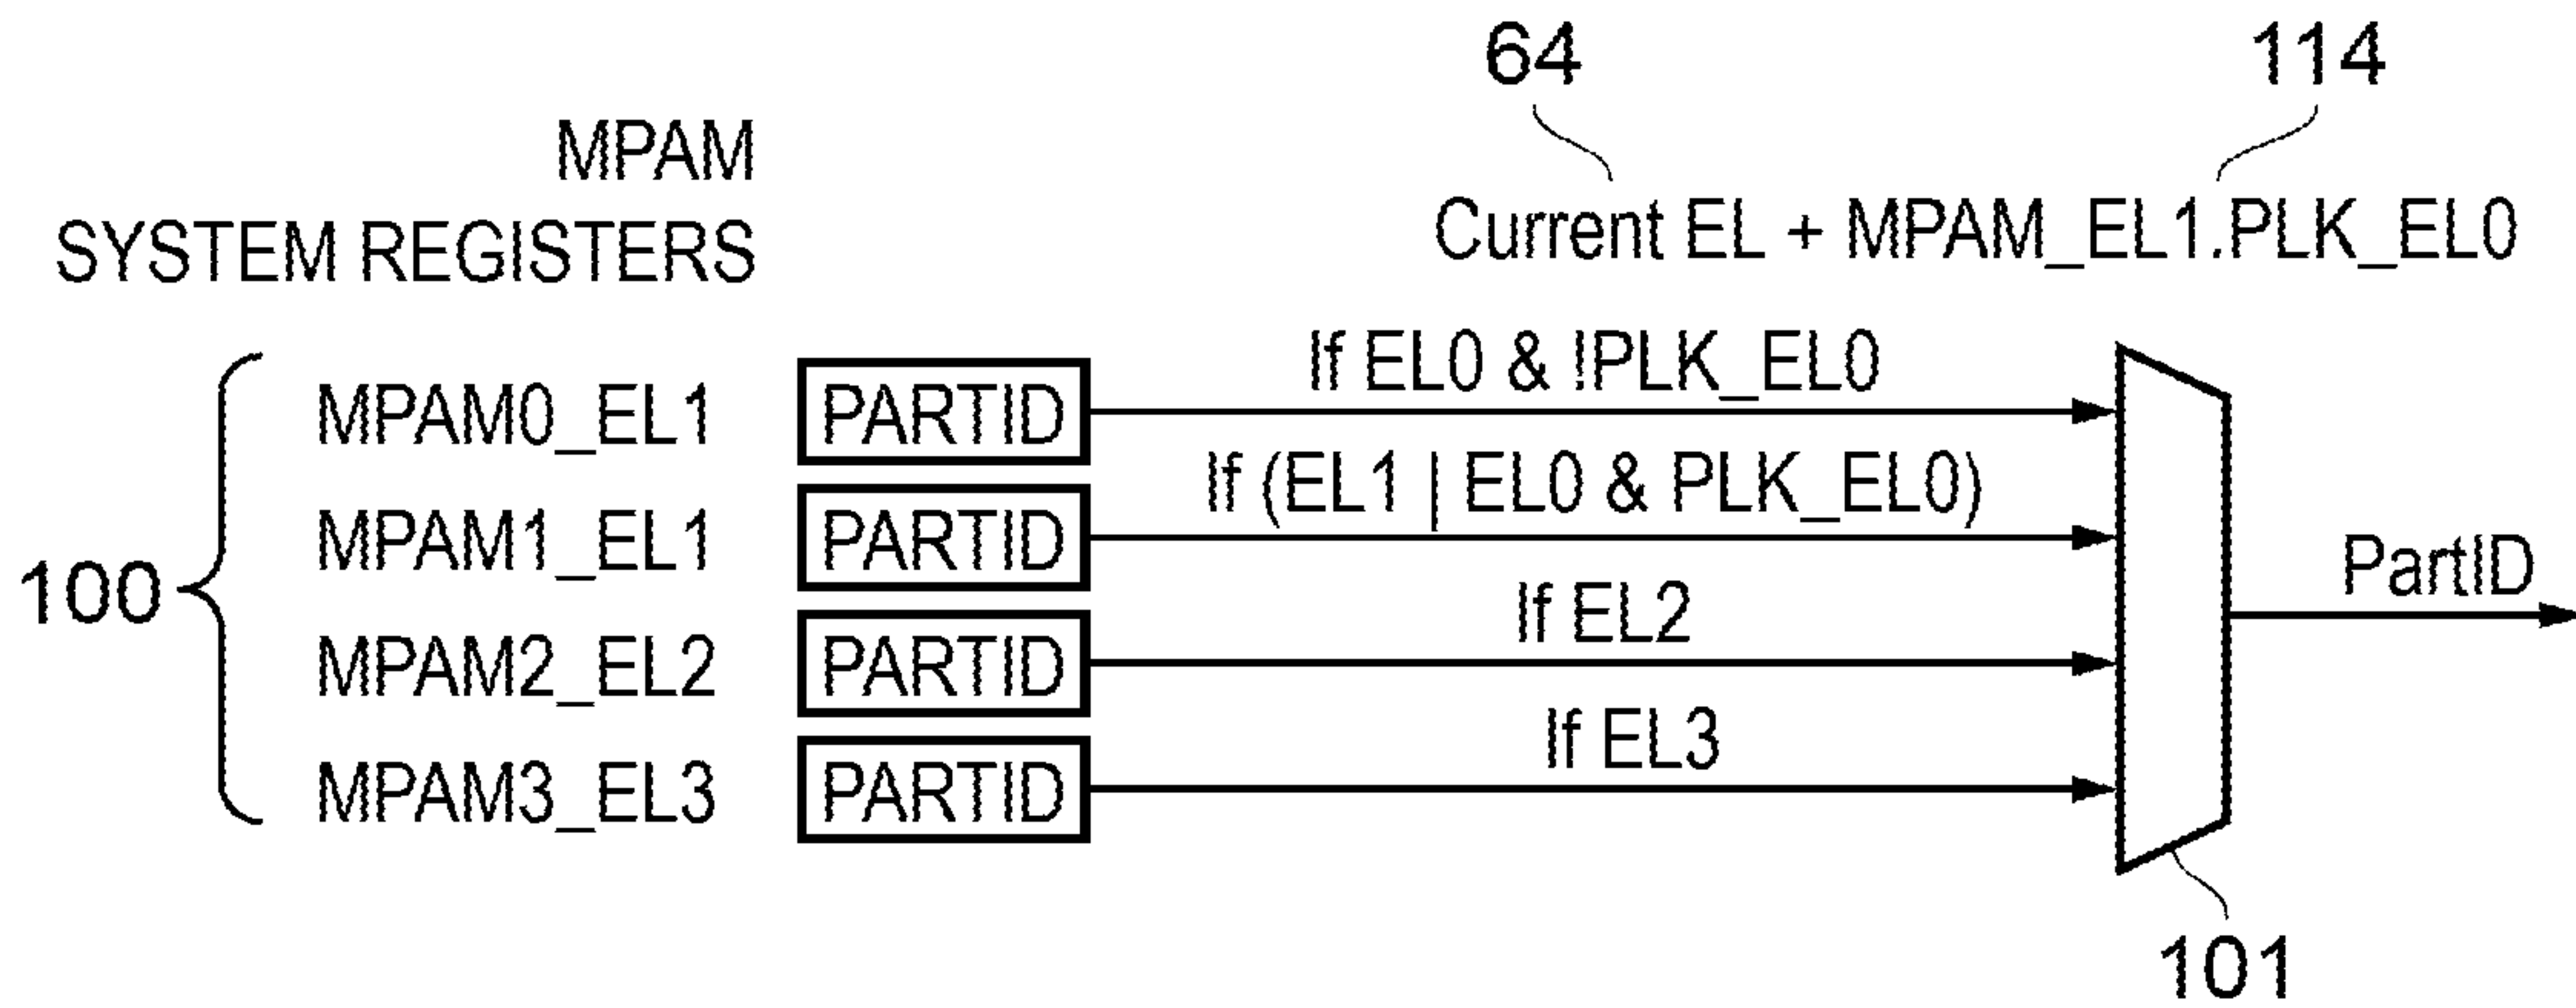 64
114
MPAM
SYSTEM REGISTERS
Current EL + MPAM_EL1.PLK_EL0
If EL0 & !PLK_EL0
MPAM0_EL1 PARTID
If (EL1 | EL0 & PLK_EL0)
MPAM1_EL1 PARTID
100
PartID
If EL2
MPAM2_EL2 PARTID
If EL3
MPAM3_EL3 PARTID
101